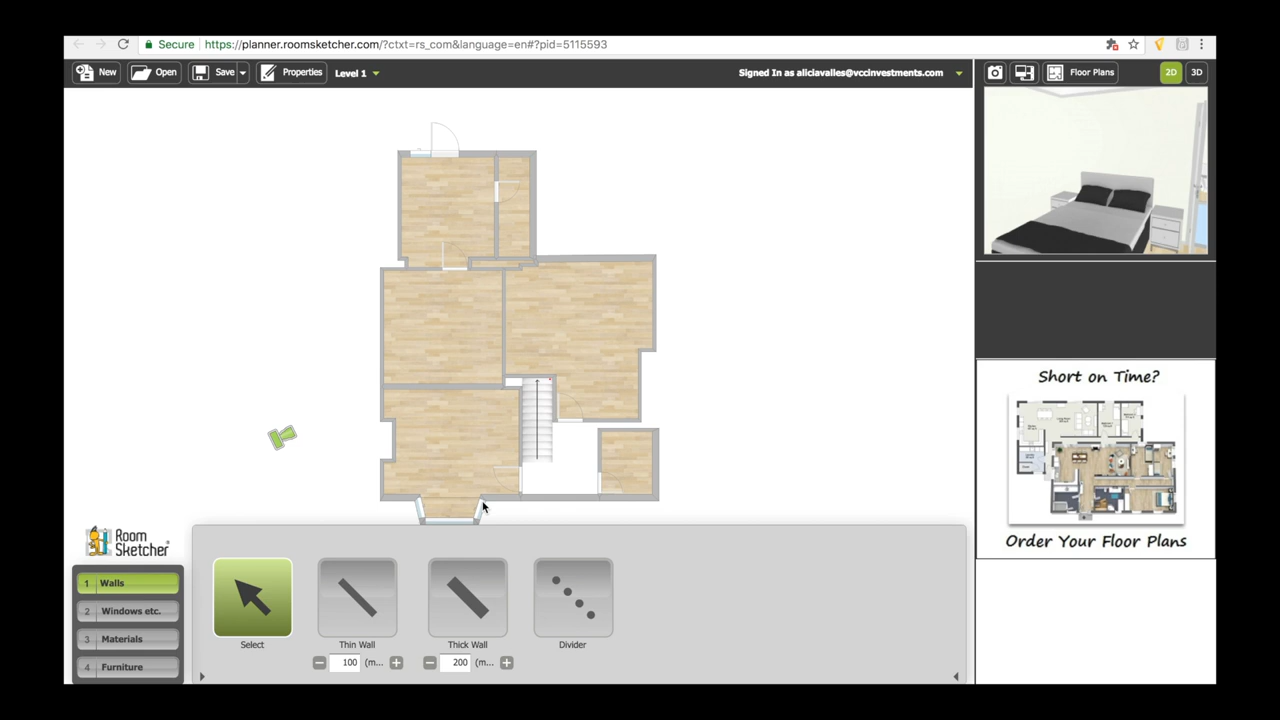 Secure https://planner.roomsketcher.com/?ctxt=rs_com&language=en#?pid=5115593
New Open Save Properties Level 1 Signed In as aliciavalles@vccinvestments.com Floor Plans 2D 3D
Short on Time?
Order Your Floor Plans
Room
Sketcher
1 Walls
2 Windows etc.
3 Materials
4 Furniture
Select Thin Wall Thick Wall Divider
100 (m... 200 (m...